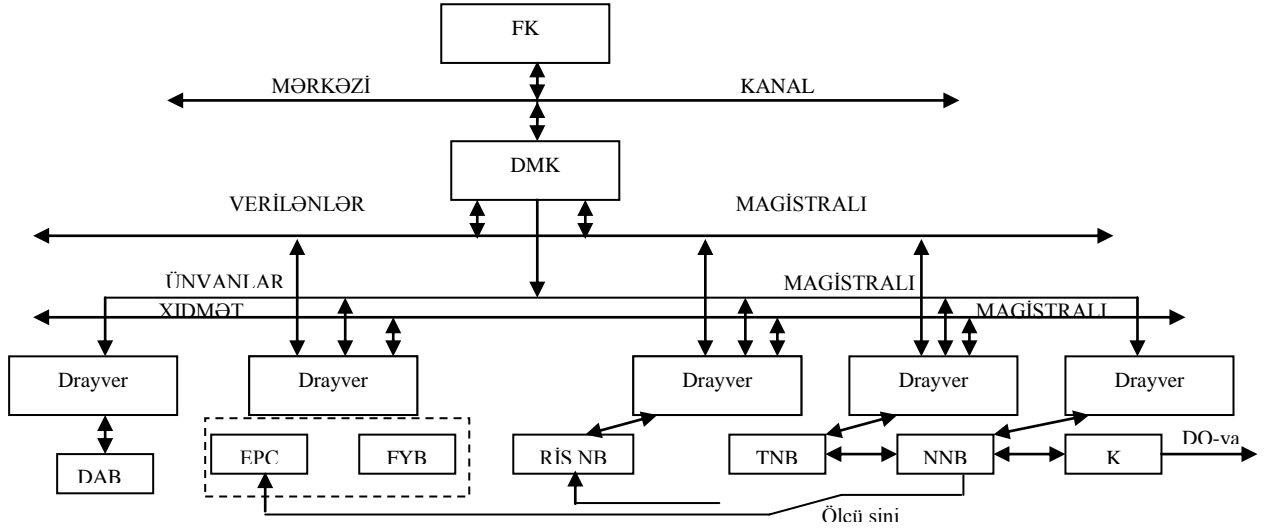 FK
MƏRKƏZİ KANAL
DMK
VERİLƏNLƏR MAGİSTRALI
ÜNVANLAR MAGİSTRALI
XIDMƏT MAGİSTRALI
Drayver Drayver Drayver Drayver Drayver
DO-va
EPC FYB RİS NB TNB NNB K
DAB
Ölçü şini